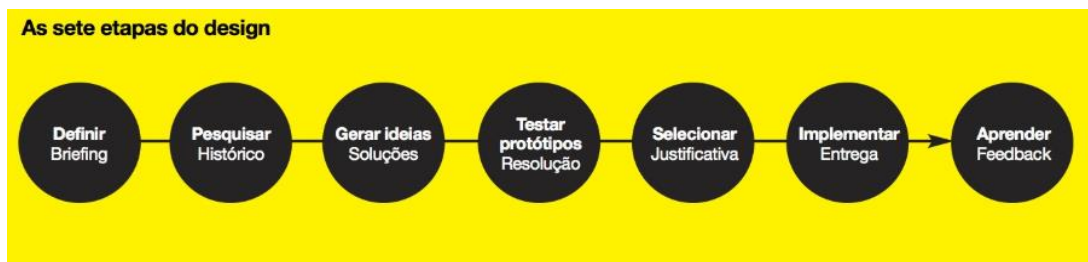 As sete etapas do design
Definir
Briefing
Pesquisar
Histórico
Gerar ideias
Soluções
Testar
protótipos
Resolução
Selecionar
Justificativa
Implementar
Entrega
Aprender
Feedback